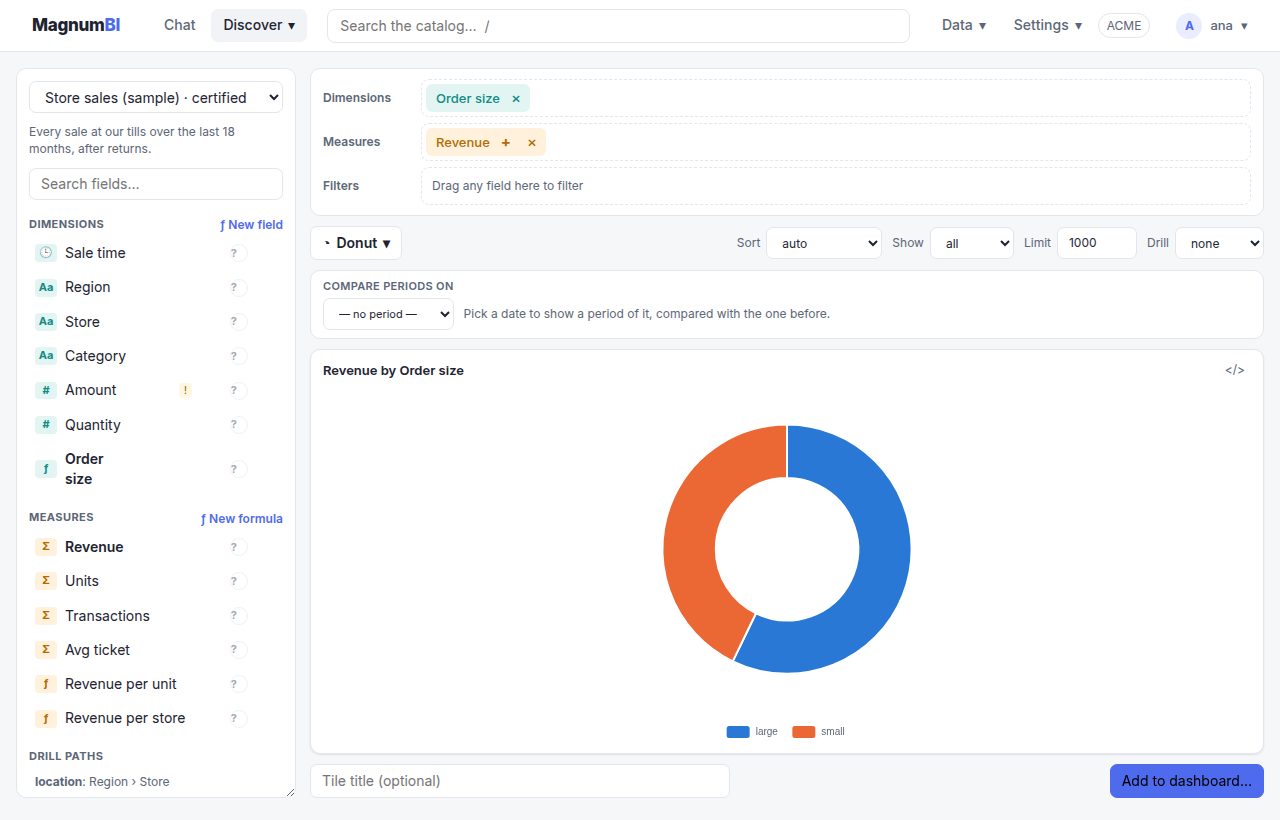 MagnumBI
Chat
Discover ▾
Search the catalog... /
Data ▾
Settings ▾
ACME
A
ana ▾
Store sales (sample) · certified
Every sale at our tills over the last 18
months, after returns.
Search fields...
DIMENSIONS
ƒ New field
Sale time ?
Aa Region ?
Aa Store ?
Aa Category ?
# Amount ! ?
# Quantity ?
ƒ Order
size ?
MEASURES
ƒ New formula
Σ Revenue ?
Σ Units ?
Σ Transactions ?
Σ Avg ticket ?
ƒ Revenue per unit ?
ƒ Revenue per store ?
DRILL PATHS
location: Region › Store
Dimensions
Order size ×
Measures
Revenue + ×
Filters
Drag any field here to filter
Donut ▾
Sort auto
Show all
Limit 1000
Drill none
COMPARE PERIODS ON
— no period —
Pick a date to show a period of it, compared with the one before.
Revenue by Order size
</>
large
small
Tile title (optional)
Add to dashboard...